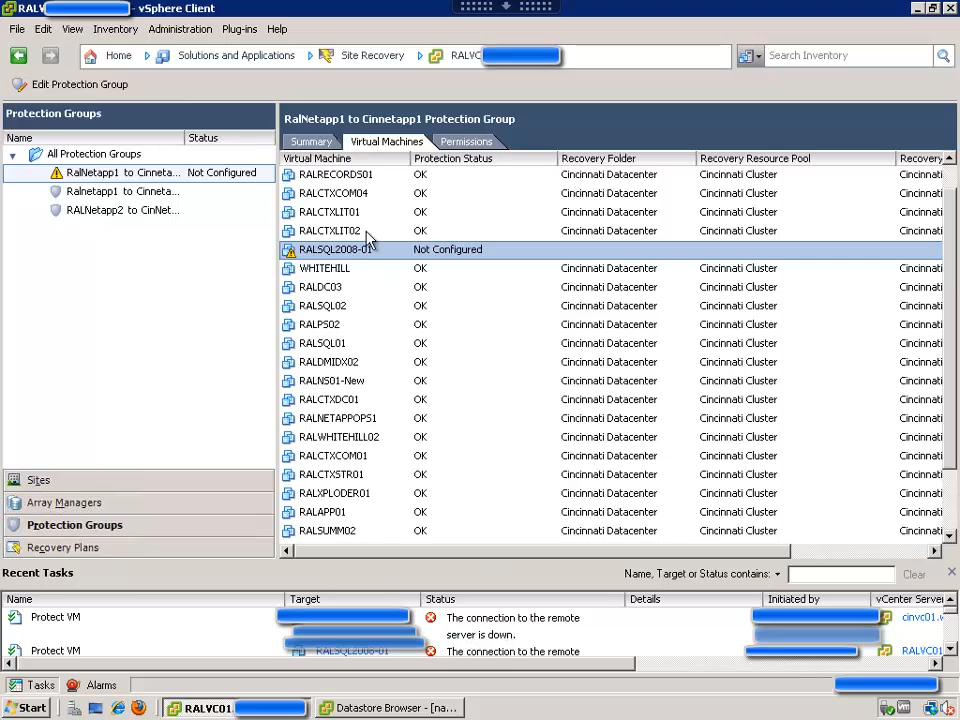 RALV - vSphere Client
File Edit View Inventory Administration Plug-ins Help
Home Solutions and Applications Site Recovery RALVC Search Inventory
Edit Protection Group
Protection Groups
Name Status
All Protection Groups
RalNetapp1 to Cinneta... Not Configured
Ralnetapp1 to Cinneta...
RALNetapp2 to CinNet...
Sites
Array Managers
Protection Groups
Recovery Plans
RalNetapp1 to Cinnetapp1 Protection Group
Summary Virtual Machines Permissions
Virtual Machine Protection Status Recovery Folder Recovery Resource Pool Recovery
RALRECORDS01 OK Cincinnati Datacenter Cincinnati Cluster Cincinnati
RALCTXCOM04 OK Cincinnati Datacenter Cincinnati Cluster Cincinnati
RALCTXLIT01 OK Cincinnati Datacenter Cincinnati Cluster Cincinnati
RALCTXLIT02 OK Cincinnati Datacenter Cincinnati Cluster Cincinnati
RALSQL2008-01 Not Configured
WHITEHILL OK Cincinnati Datacenter Cincinnati Cluster Cincinnati
RALDC03 OK Cincinnati Datacenter Cincinnati Cluster Cincinnati
RALSQL02 OK Cincinnati Datacenter Cincinnati Cluster Cincinnati
RALPS02 OK Cincinnati Datacenter Cincinnati Cluster Cincinnati
RALSQL01 OK Cincinnati Datacenter Cincinnati Cluster Cincinnati
RALDMIDX02 OK Cincinnati Datacenter Cincinnati Cluster Cincinnati
RALNS01-New OK Cincinnati Datacenter Cincinnati Cluster Cincinnati
RALCTXDC01 OK Cincinnati Datacenter Cincinnati Cluster Cincinnati
RALNETAPPOPS1 OK Cincinnati Datacenter Cincinnati Cluster Cincinnati
RALWHITEHILL02 OK Cincinnati Datacenter Cincinnati Cluster Cincinnati
RALCTXCOM01 OK Cincinnati Datacenter Cincinnati Cluster Cincinnati
RALCTXSTR01 OK Cincinnati Datacenter Cincinnati Cluster Cincinnati
RALXPLODER01 OK Cincinnati Datacenter Cincinnati Cluster Cincinnati
RALAPP01 OK Cincinnati Datacenter Cincinnati Cluster Cincinnati
RALSUMM02 OK Cincinnati Datacenter Cincinnati Cluster Cincinnati
Recent Tasks Name, Target or Status contains: Clear
Name Target Status Details Initiated by vCenter Server
Protect VM The connection to the remote server is down. cinvc01.w
Protect VM RALSQL2008-01 The connection to the remote RALVC01
Tasks Alarms
Start RALVC01. Datastore Browser - [na...